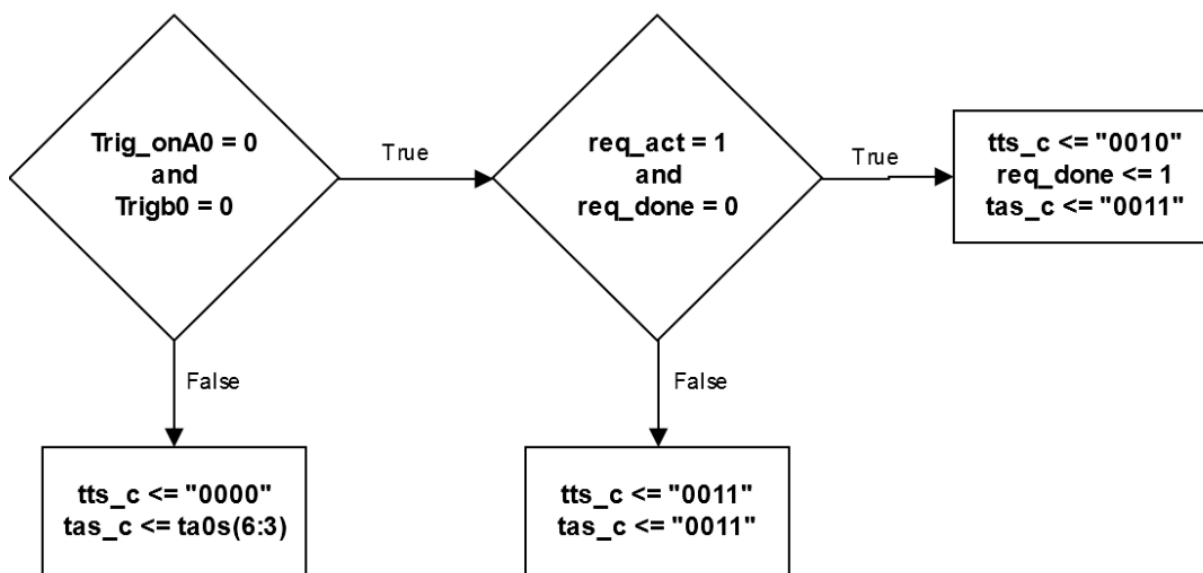 Trig_onA0 = 0
and
Trigb0 = 0
True
req_act = 1
and
req_done = 0
True
tts_c <= "0010"
req_done <= 1
tas_c <= "0011"
False
tts_c <= "0000"
tas_c <= ta0s(6:3)
False
tts_c <= "0011"
tas_c <= "0011"